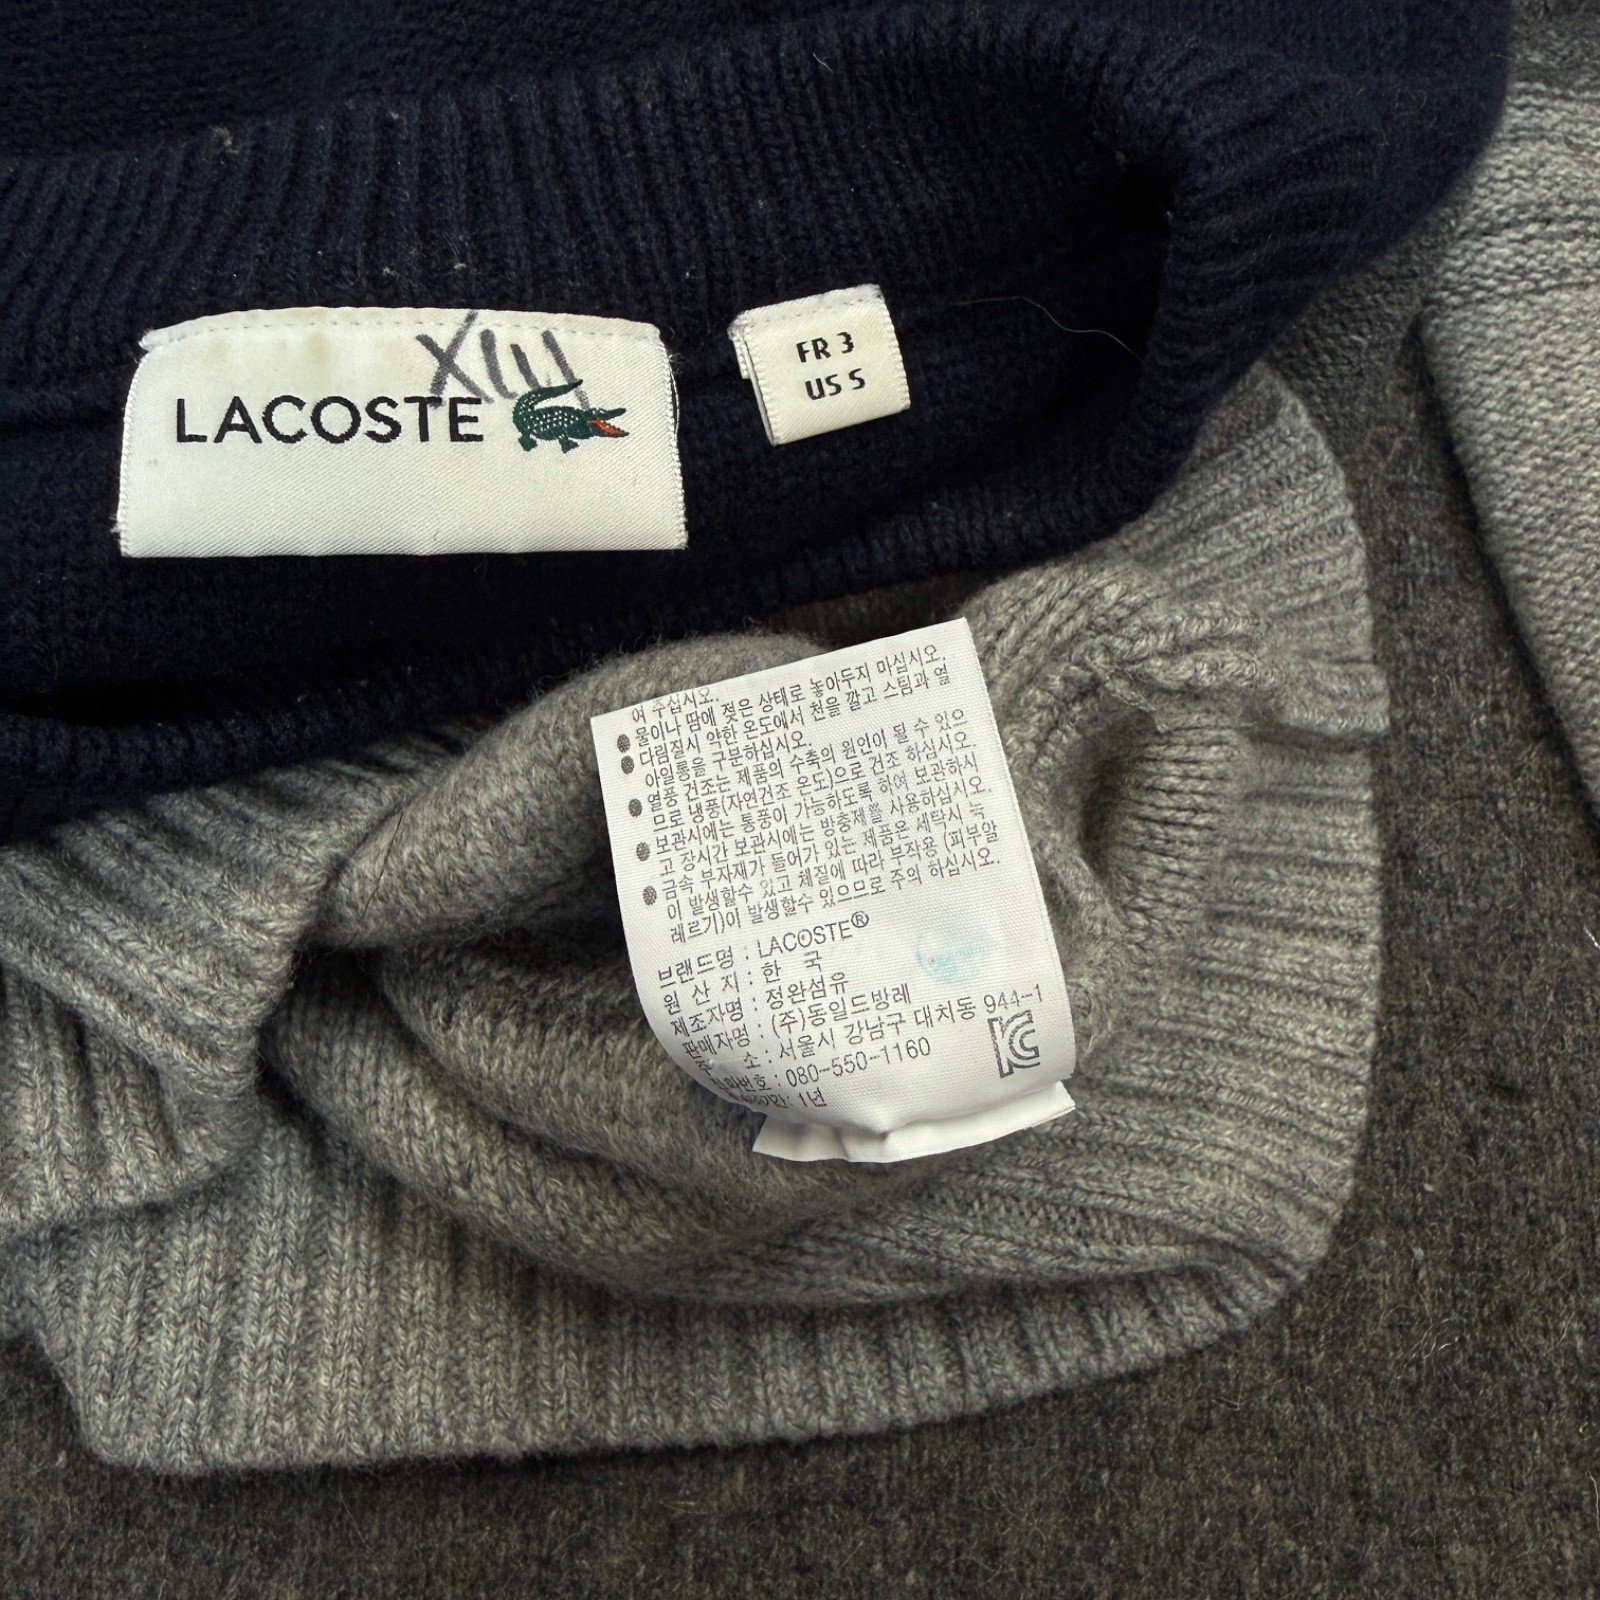 LACOSTE
FR 3
US S
여 주십시오.
물이나 땀에 젖은 상태로 놓아두지 마십시오.
다림질시 약한 온도에서 천을 깔고 스팀과 열
아일롱을 구분하십시오.
열풍 건조는 제품의 수축의 원인이 될 수 있으
므로 냉풍(자연건조 온도)으로 건조 하십시오.
보관시에는 통풍이 가능하도록 하여 보관하시
고 장시간 보관시에는 방충제를 사용하십시오.
금속 부자재가 들어가 있는 제품은 세탁시 녹
이 발생할수 있고 체질에 따라 부작용 (피부알
레르기)이 발생할수 있으므로 주의 하십시오.
브랜드명 : LACOSTE®
원 산 지 : 한 국
제조자명 : 정완섬유
판매자명 : (주)동일드방레
주 소 : 서울시 강남구 대치동 944-1
080-550-1160
1년